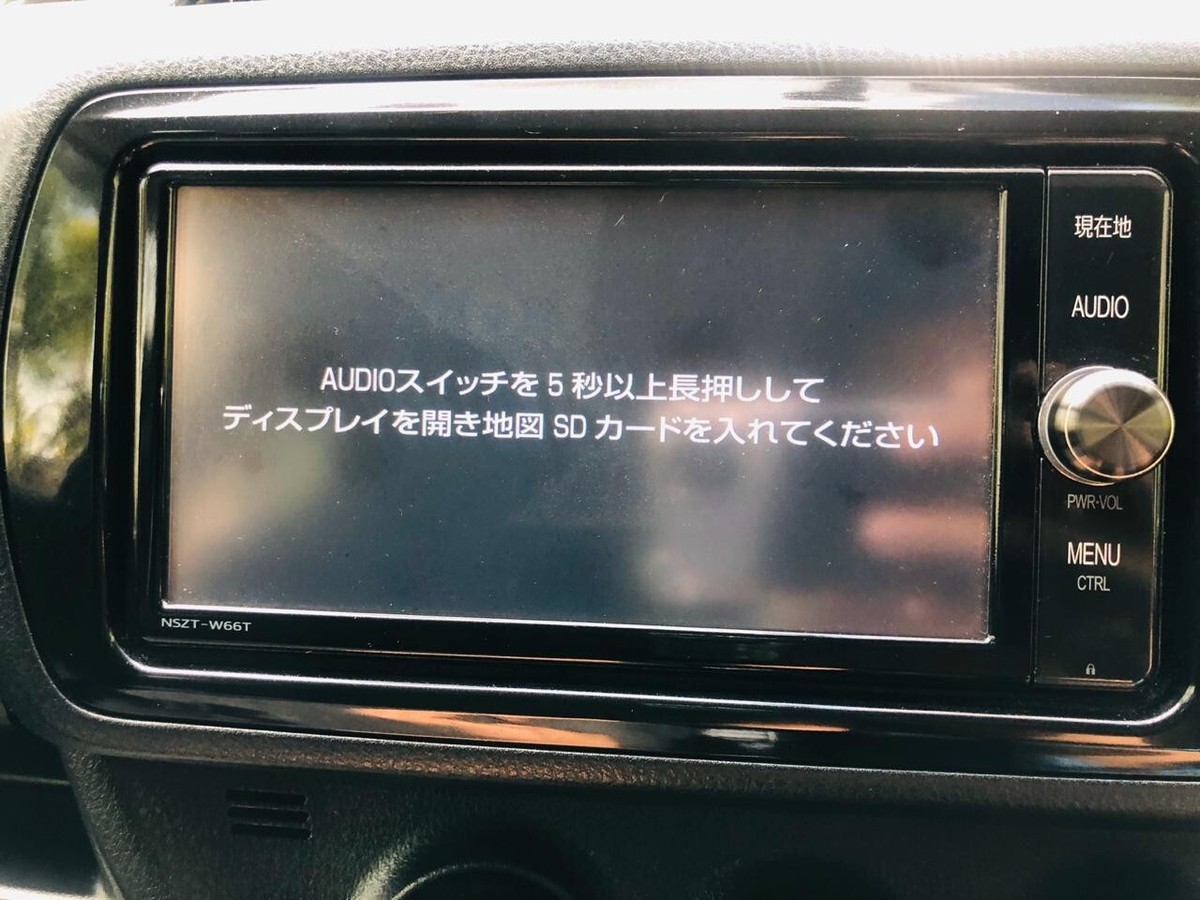 現在地
AUDIO
AUDIOスイッチを5秒以上長押しして
ディスプレイを開き地図SDカードを入れてください
PWR·VOL
MENU
CTRL
NSZT-W66T